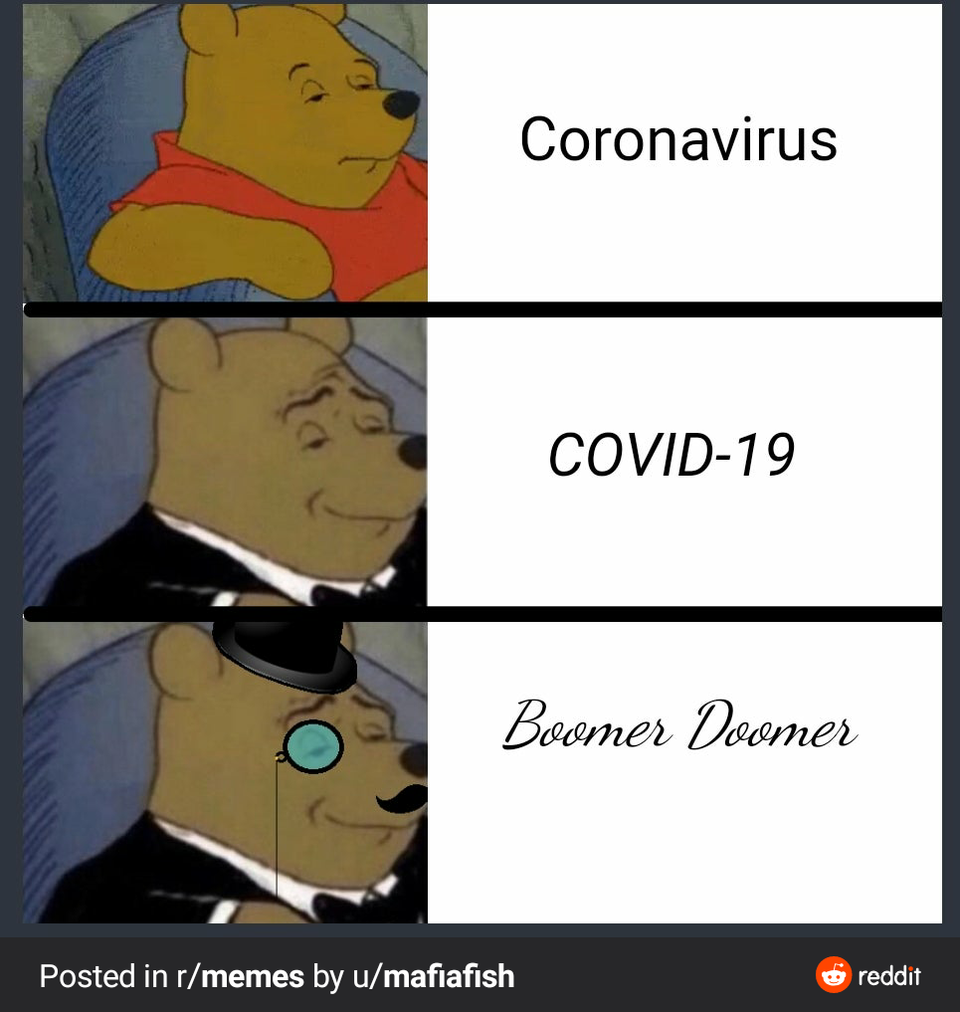 Coronavirus
COVID-19
Boomer Doomer
Posted in r/memes by u/mafiafish
reddit